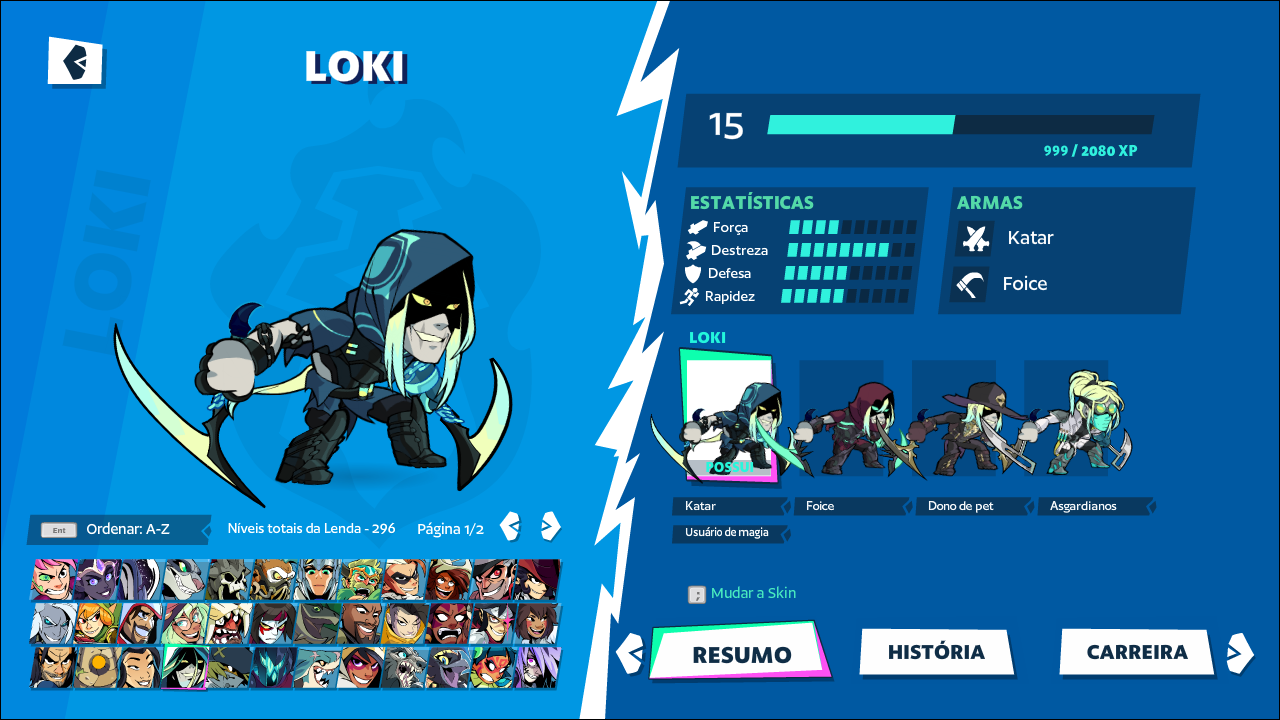 LOKI
LOKI
15
999 / 2080 XP
ESTATÍSTICAS
Força
Destreza
Defesa
Rapidez
ARMAS
Katar
Foice
LOKI
POSSUI
Katar
Foice
Dono de pet
Asgardianos
Usuário de magia
Ent
Ordenar: A-Z
Níveis totais da Lenda - 296
Página 1/2
; Mudar a Skin
RESUMO
HISTÓRIA
CARREIRA